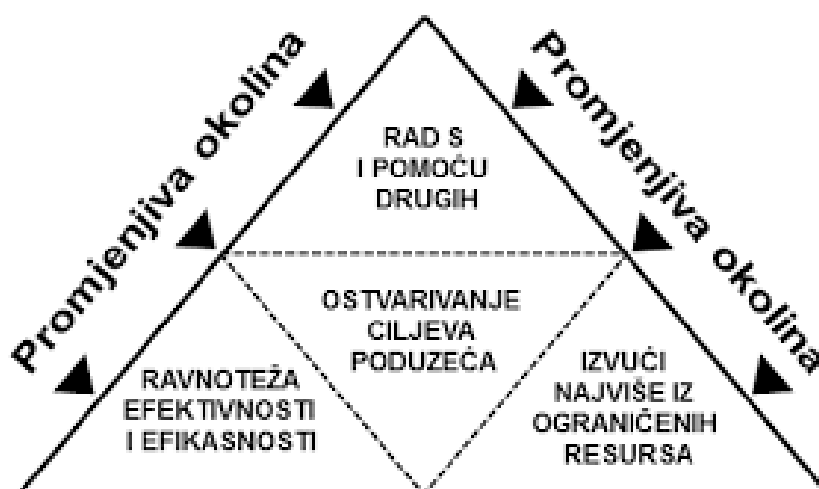 Promjenjiva okolina
Promjenjiva okolina
RAD S
I POMOĆU
DRUGIH
OSTVARIVANJE
CILJEVA
PODUZEĆA
RAVNOTEŽA
EFEKTIVNOSTI
I EFIKASNOSTI
IZVUĆI
NAJVIŠE IZ
OGRANIČENIH
RESURSA